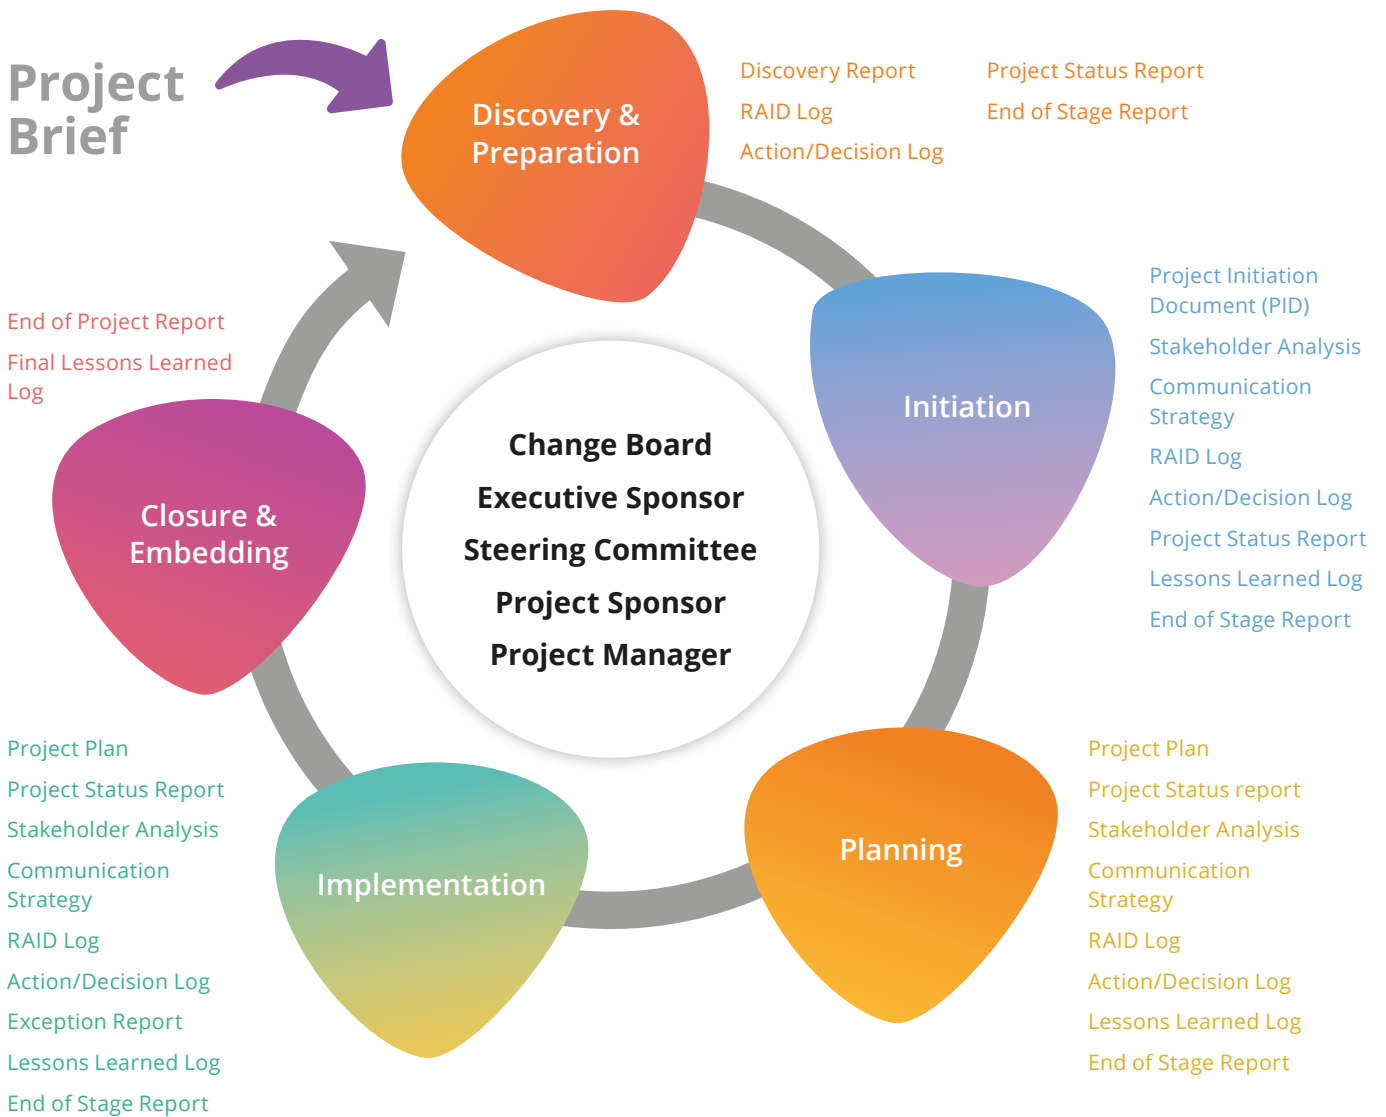 Project
Brief
Discovery &
Preparation
Discovery Report
RAID Log
Action/Decision Log
Project Status Report
End of Stage Report
Initiation
Project Initiation
Document (PID)
Stakeholder Analysis
Communication
Strategy
RAID Log
Action/Decision Log
Project Status Report
Lessons Learned Log
End of Stage Report
Planning
Project Plan
Project Status report
Stakeholder Analysis
Communication
Strategy
RAID Log
Action/Decision Log
Lessons Learned Log
End of Stage Report
Implementation
Project Plan
Project Status Report
Stakeholder Analysis
Communication
Strategy
RAID Log
Action/Decision Log
Exception Report
Lessons Learned Log
End of Stage Report
Closure &
Embedding
End of Project Report
Final Lessons Learned
Log
Change Board
Executive Sponsor
Steering Committee
Project Sponsor
Project Manager